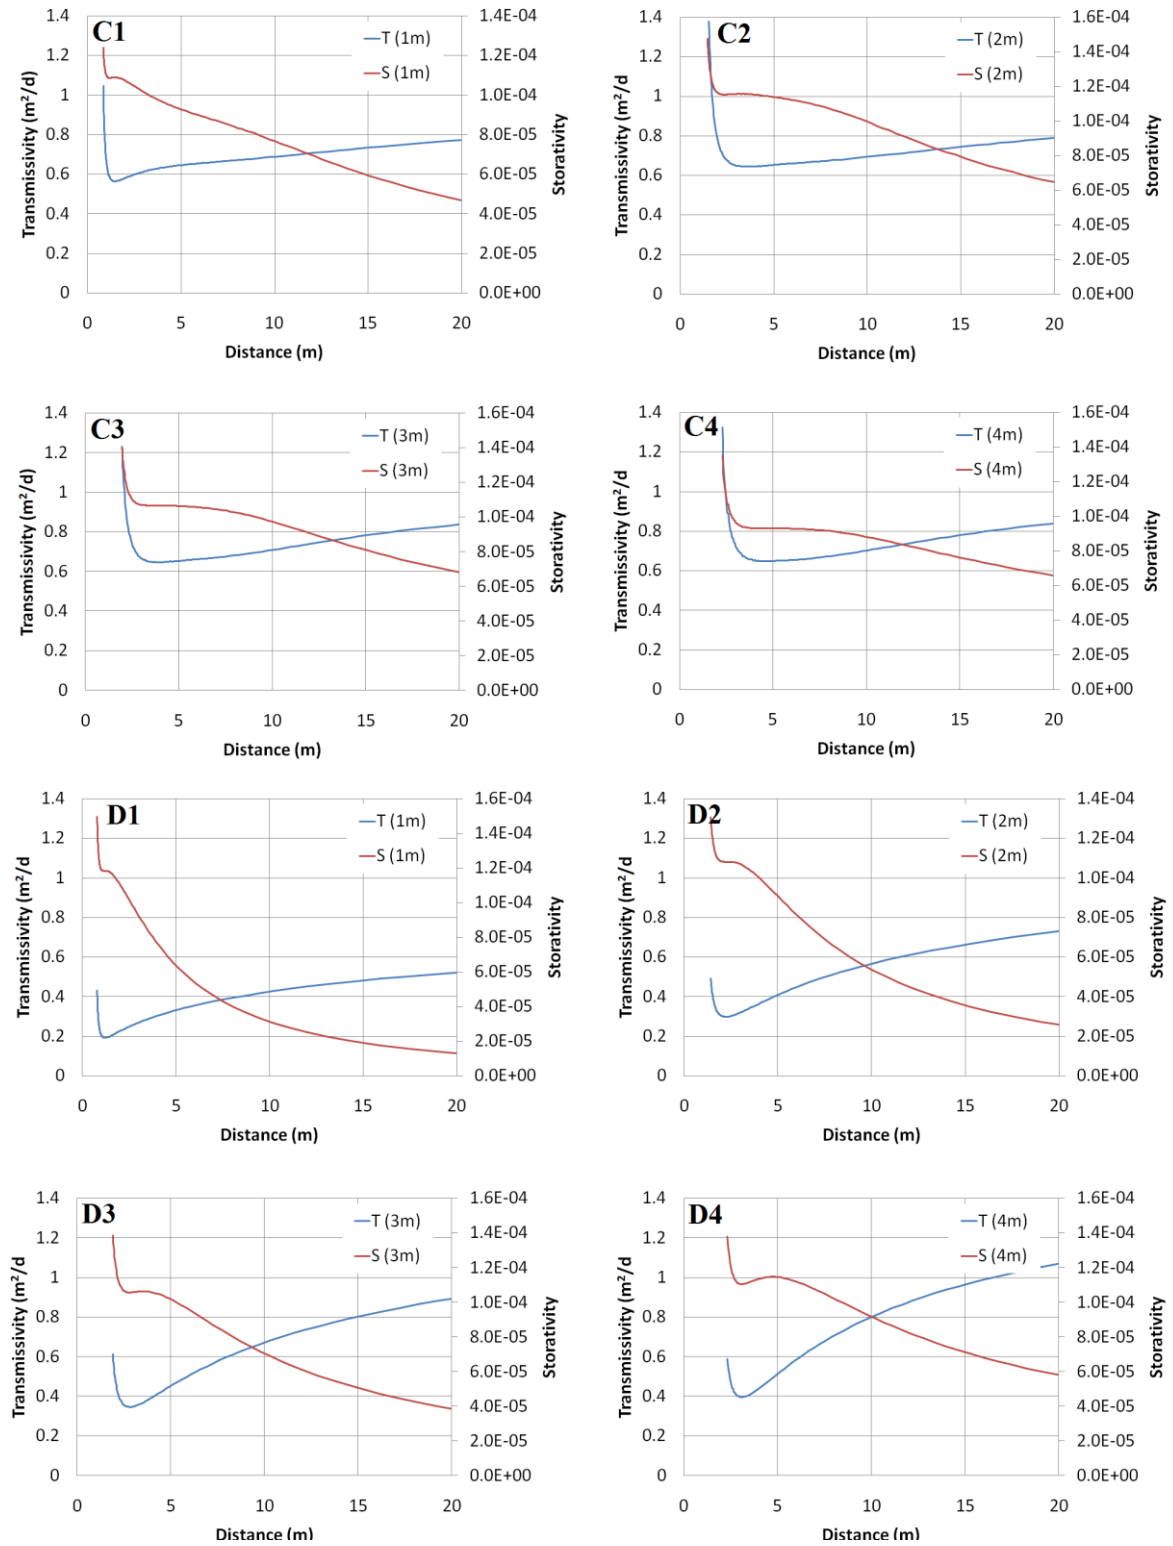 C1
T (1m)
S (1m)
Transmissivity (m²/d)
1.4
1.2
1
0.8
0.6
0.4
0.2
0
1.4E-04
1.2E-04
1.0E-04
8.0E-05
6.0E-05
4.0E-05
2.0E-05
0.0E+00
Storativity
0 5 10 15 20
Distance (m)
C2
T (2m)
S (2m)
Transmissivity (m²/d)
1.4
1.2
1
0.8
0.6
0.4
0.2
0
1.6E-04
1.4E-04
1.2E-04
1.0E-04
8.0E-05
6.0E-05
4.0E-05
2.0E-05
0.0E+00
Storativity
0 5 10 15 20
Distance (m)
C3
T (3m)
S (3m)
Transmissivity (m²/d)
1.4
1.2
1
0.8
0.6
0.4
0.2
0
1.6E-04
1.4E-04
1.2E-04
1.0E-04
8.0E-05
6.0E-05
4.0E-05
2.0E-05
0.0E+00
Storativity
0 5 10 15 20
Distance (m)
C4
T (4m)
S (4m)
Transmissivity (m²/d)
1.4
1.2
1
0.8
0.6
0.4
0.2
0
1.6E-04
1.4E-04
1.2E-04
1.0E-04
8.0E-05
6.0E-05
4.0E-05
2.0E-05
0.0E+00
Storativity
0 5 10 15 20
Distance (m)
D1
T (1m)
S (1m)
Transmissivity (m²/d
1.4
1.2
1
0.8
0.6
0.4
0.2
0
1.6E-04
1.4E-04
1.2E-04
1.0E-04
8.0E-05
6.0E-05
4.0E-05
2.0E-05
0.0E+00
Storativity
0 5 10 15 20
Distance (m)
D2
T (2m)
S (2m)
Transmissivity (m²/d
1.4
1.2
1
0.8
0.6
0.4
0.2
0
1.6E-04
1.4E-04
1.2E-04
1.0E-04
8.0E-05
6.0E-05
4.0E-05
2.0E-05
0.0E+00
Storativity
0 5 10 15 20
Distance (m)
D3
T (3m)
S (3m)
Transmissivity (m²/d
1.4
1.2
1
0.8
0.6
0.4
0.2
0
1.6E-04
1.4E-04
1.2E-04
1.0E-04
8.0E-05
6.0E-05
4.0E-05
2.0E-05
0.0E+00
Storativity
0 5 10 15 20
Distance (m)
D4
T (4m)
S (4m)
Transmissivity (m²/d
1.4
1.2
1
0.8
0.6
0.4
0.2
0
1.6E-04
1.4E-04
1.2E-04
1.0E-04
8.0E-05
6.0E-05
4.0E-05
2.0E-05
0.0E+00
Storativity
0 5 10 15 20
Distance (m)